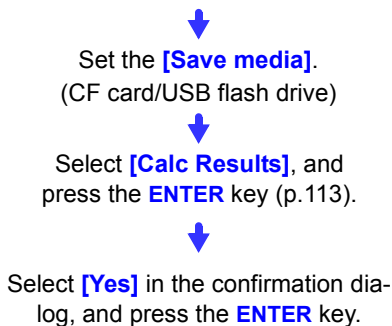 Set the [Save media].
(CF card/USB flash drive)
Select [Calc Results], and
press the ENTER key (p.113).
Select [Yes] in the confirmation dia-
log, and press the ENTER key.